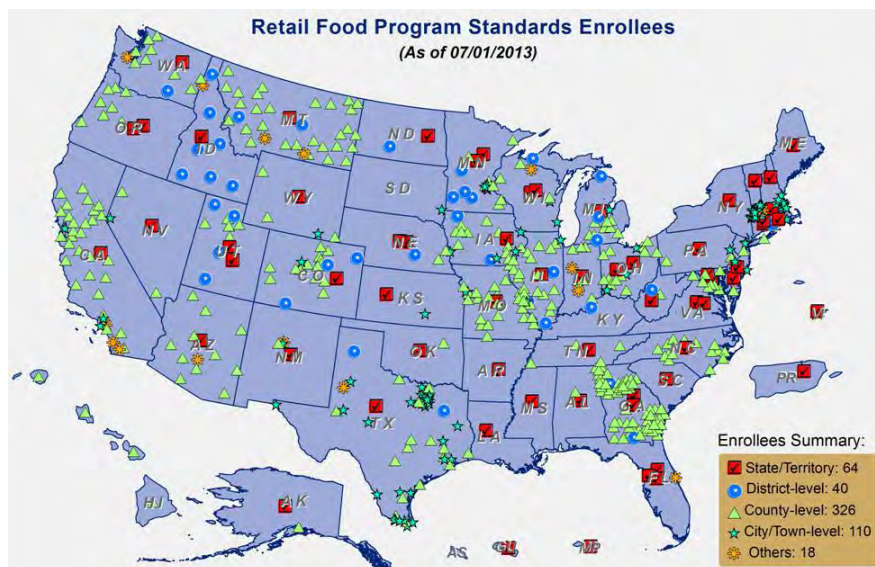 Retail Food Program Standards Enrollees
(As of 07/01/2013)
WA
MT
ND
ME
OR
ID
MN
WY
SD
WI
NY
NV
NE
IA
PA
CA
UT
CO
IL
IN
OH
KS
MO
KY
VA
VI
AZ
NM
OK
TN
NC
AR
SC
PR
TX
MS
AL
GA
LA
FL
HI
AK
AS
GU
MP
Enrollees Summary:
State/Territory: 64
District-level: 40
County-level: 326
City/Town-level: 110
Others: 18